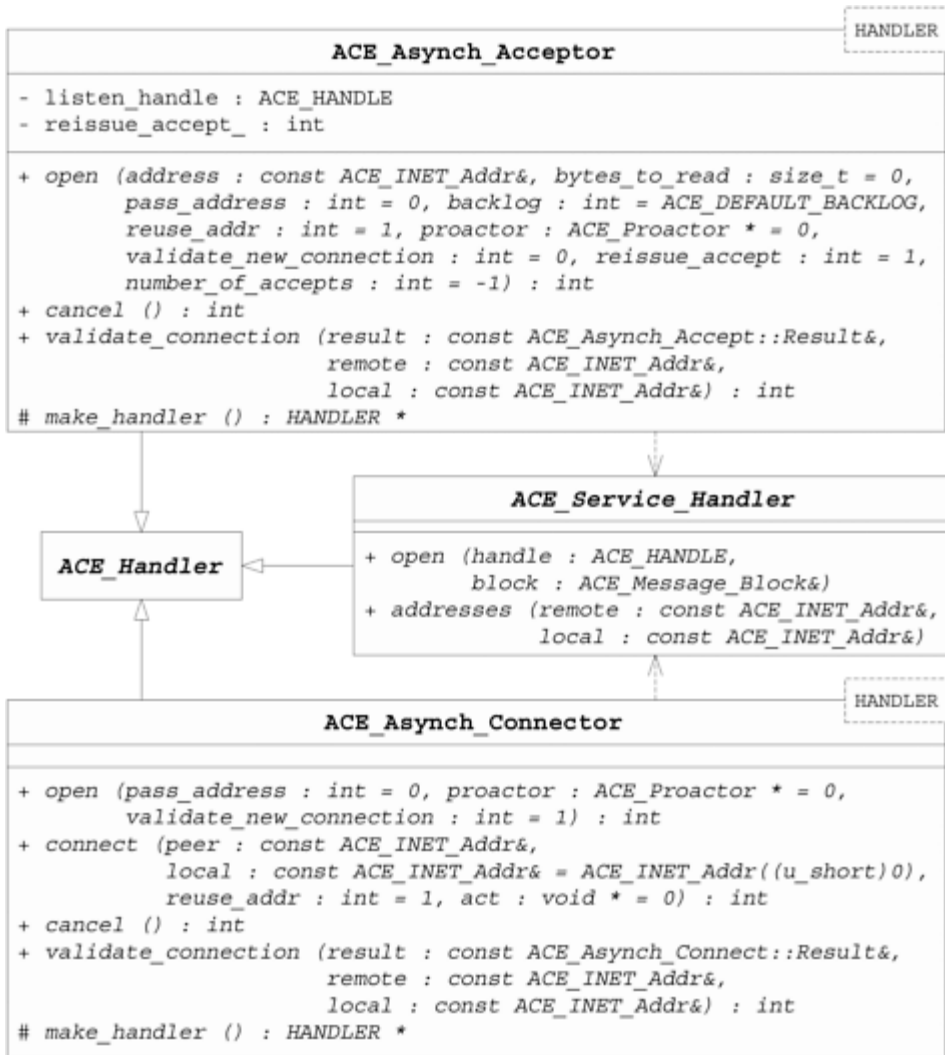 HANDLER
ACE_Asynch_Acceptor
- listen_handle : ACE_HANDLE
- reissue_accept_ : int
+ open (address : const ACE_INET_Addr&, bytes_to_read : size_t = 0,
pass_address : int = 0, backlog : int = ACE_DEFAULT_BACKLOG,
reuse_addr : int = 1, proactor : ACE_Proactor * = 0,
validate_new_connection : int = 0, reissue_accept : int = 1,
number_of_accepts : int = -1) : int
+ cancel () : int
+ validate_connection (result : const ACE_Asynch_Accept::Result&,
remote : const ACE_INET_Addr&,
local : const ACE_INET_Addr&) : int
# make_handler () : HANDLER *
ACE_Service_Handler
+ open (handle : ACE_HANDLE,
block : ACE_Message_Block&)
+ addresses (remote : const ACE_INET_Addr&,
local : const ACE_INET_Addr&)
ACE_Handler
HANDLER
ACE_Asynch_Connector
+ open (pass_address : int = 0, proactor : ACE_Proactor * = 0,
validate_new_connection : int = 1) : int
+ connect (peer : const ACE_INET_Addr&,
local : const ACE_INET_Addr& = ACE_INET_Addr((u_short)0),
reuse_addr : int = 1, act : void * = 0) : int
+ cancel () : int
+ validate_connection (result : const ACE_Asynch_Connect::Result&,
remote : const ACE_INET_Addr&,
local : const ACE_INET_Addr&) : int
# make_handler () : HANDLER *